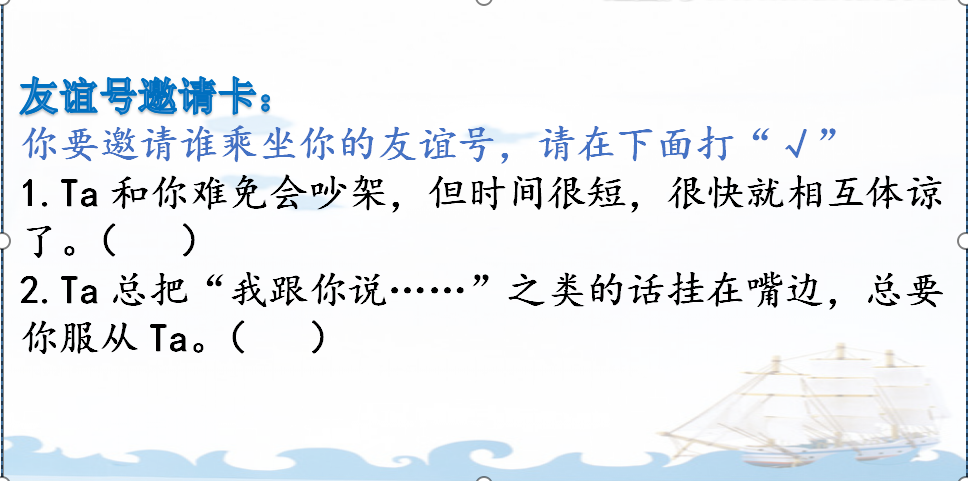 友谊号邀请卡：
你要邀请谁乘坐你的友谊号，请在下面打“√”
1.Ta 和你难免会吵架，但时间很短，很快就相互体谅
了。（　　）
2.Ta 总把“我跟你说……”之类的话挂在嘴边，总要
你服从 Ta。（　　）